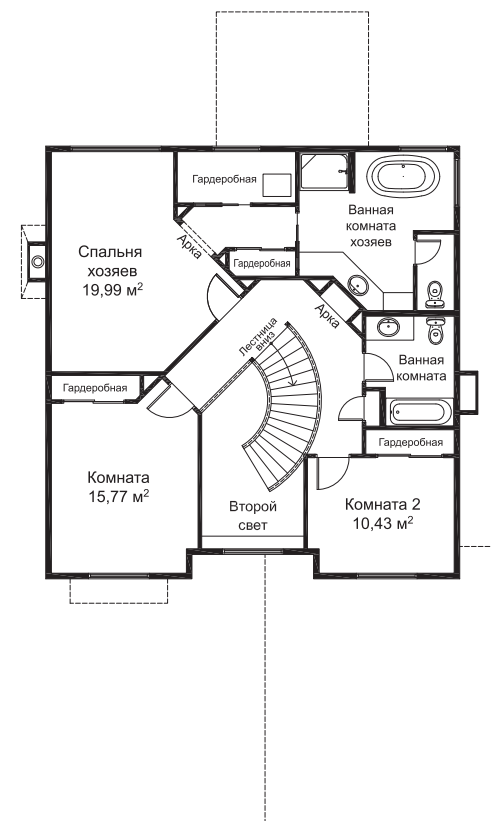 Гардеробная
Ванная
комната
хозяев
Арка
Спальня
хозяев
19,99 м²
Гардеробная
Арка
Лестница
вниз
Ванная
комната
Гардеробная
Гардеробная
Комната
15,77 м²
Второй
свет
Комната 2
10,43 м²